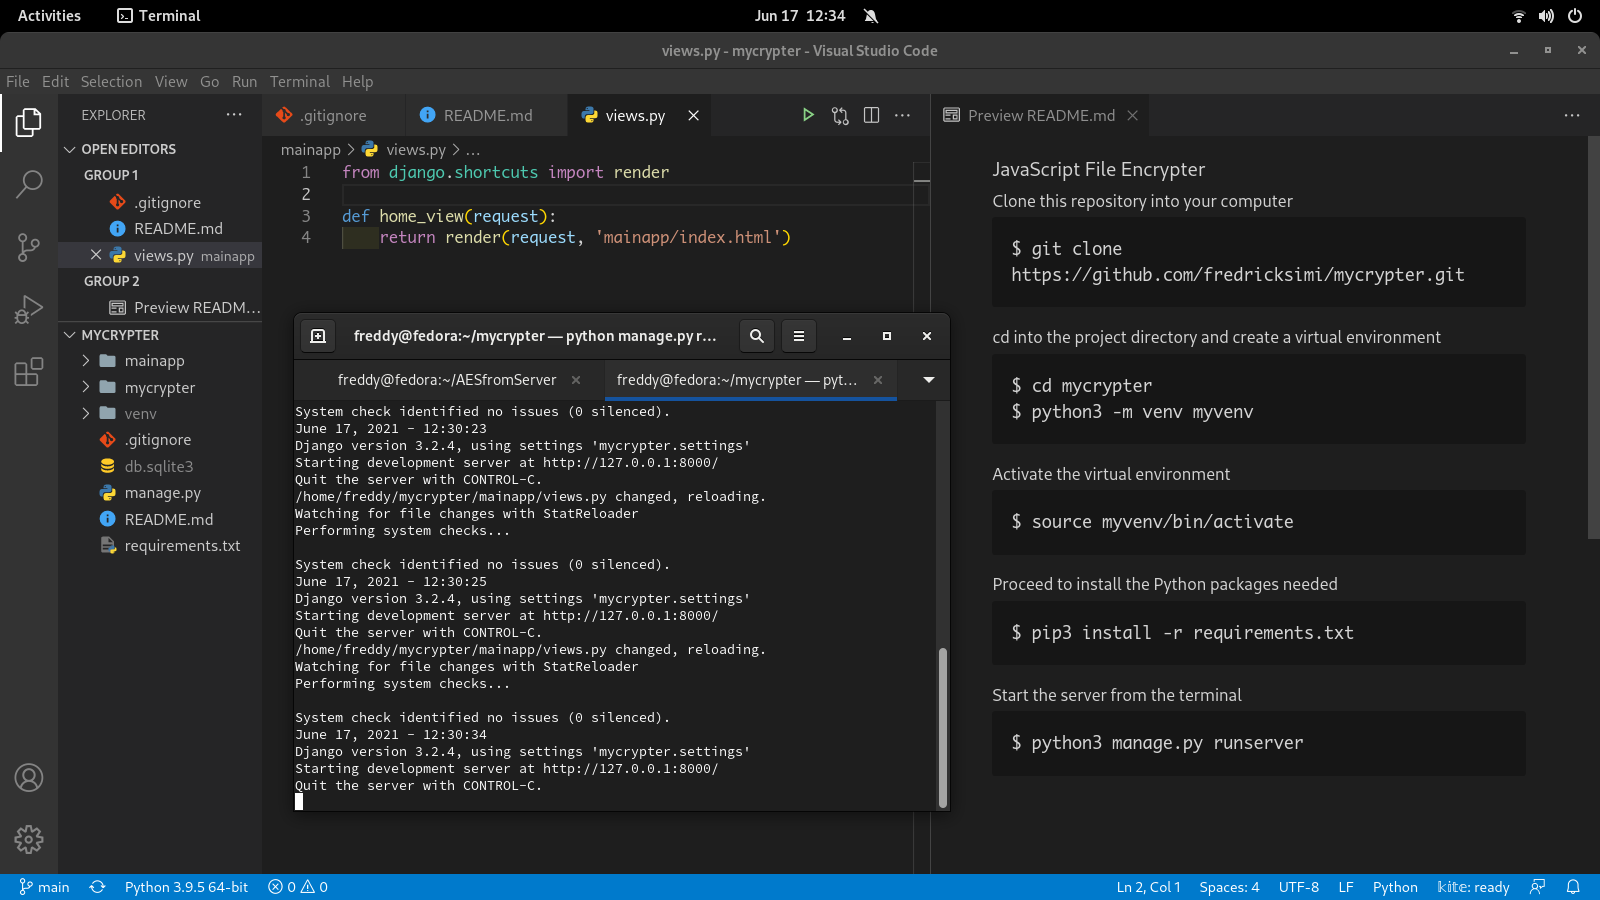 Activities
Terminal
Jun 17 12:34
views.py - mycrypter - Visual Studio Code
File Edit Selection View Go Run Terminal Help
EXPLORER
OPEN EDITORS
GROUP 1
.gitignore
README.md
views.py mainapp
GROUP 2
Preview READM...
MYCRYPTER
mainapp
mycrypter
venv
.gitignore
db.sqlite3
manage.py
README.md
requirements.txt
.gitignore
README.md
views.py
mainapp > views.py > ...
1 from django.shortcuts import render
2
3 def home_view(request):
4 return render(request, 'mainapp/index.html')
freddy@fedora:~/mycrypter — python manage.py r...
freddy@fedora:~/AESfromServer
freddy@fedora:~/mycrypter — pyt...
System check identified no issues (0 silenced).
June 17, 2021 - 12:30:23
Django version 3.2.4, using settings 'mycrypter.settings'
Starting development server at http://127.0.0.1:8000/
Quit the server with CONTROL-C.
/home/freddy/mycrypter/mainapp/views.py changed, reloading.
Watching for file changes with StatReloader
Performing system checks...
System check identified no issues (0 silenced).
June 17, 2021 - 12:30:25
Django version 3.2.4, using settings 'mycrypter.settings'
Starting development server at http://127.0.0.1:8000/
Quit the server with CONTROL-C.
/home/freddy/mycrypter/mainapp/views.py changed, reloading.
Watching for file changes with StatReloader
Performing system checks...
System check identified no issues (0 silenced).
June 17, 2021 - 12:30:34
Django version 3.2.4, using settings 'mycrypter.settings'
Starting development server at http://127.0.0.1:8000/
Quit the server with CONTROL-C.
Preview README.md
JavaScript File Encrypter
Clone this repository into your computer
$ git clone
https://github.com/fredricksimi/mycrypter.git
cd into the project directory and create a virtual environment
$ cd mycrypter
$ python3 -m venv myvenv
Activate the virtual environment
$ source myvenv/bin/activate
Proceed to install the Python packages needed
$ pip3 install -r requirements.txt
Start the server from the terminal
$ python3 manage.py runserver
main
Python 3.9.5 64-bit
0 0
Ln 2, Col 1
Spaces: 4
UTF-8
LF
Python
kite: ready